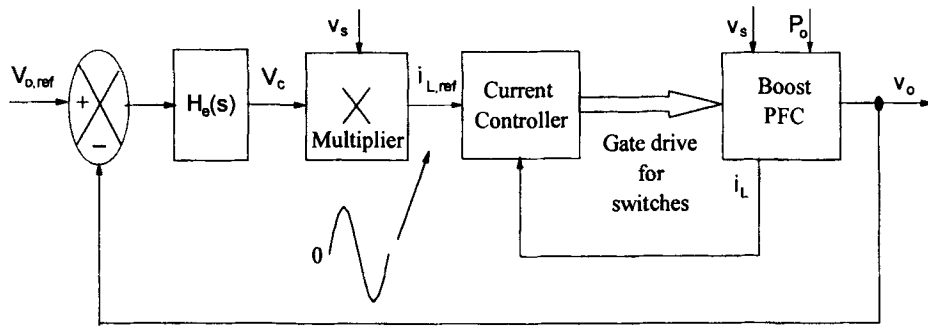 V_o,ref
+
−
H_e(s)
V_c
v_s
Multiplier
i_L,ref
0
Current
Controller
Gate drive
for
switches
v_s
P_o
Boost
PFC
i_L
v_o